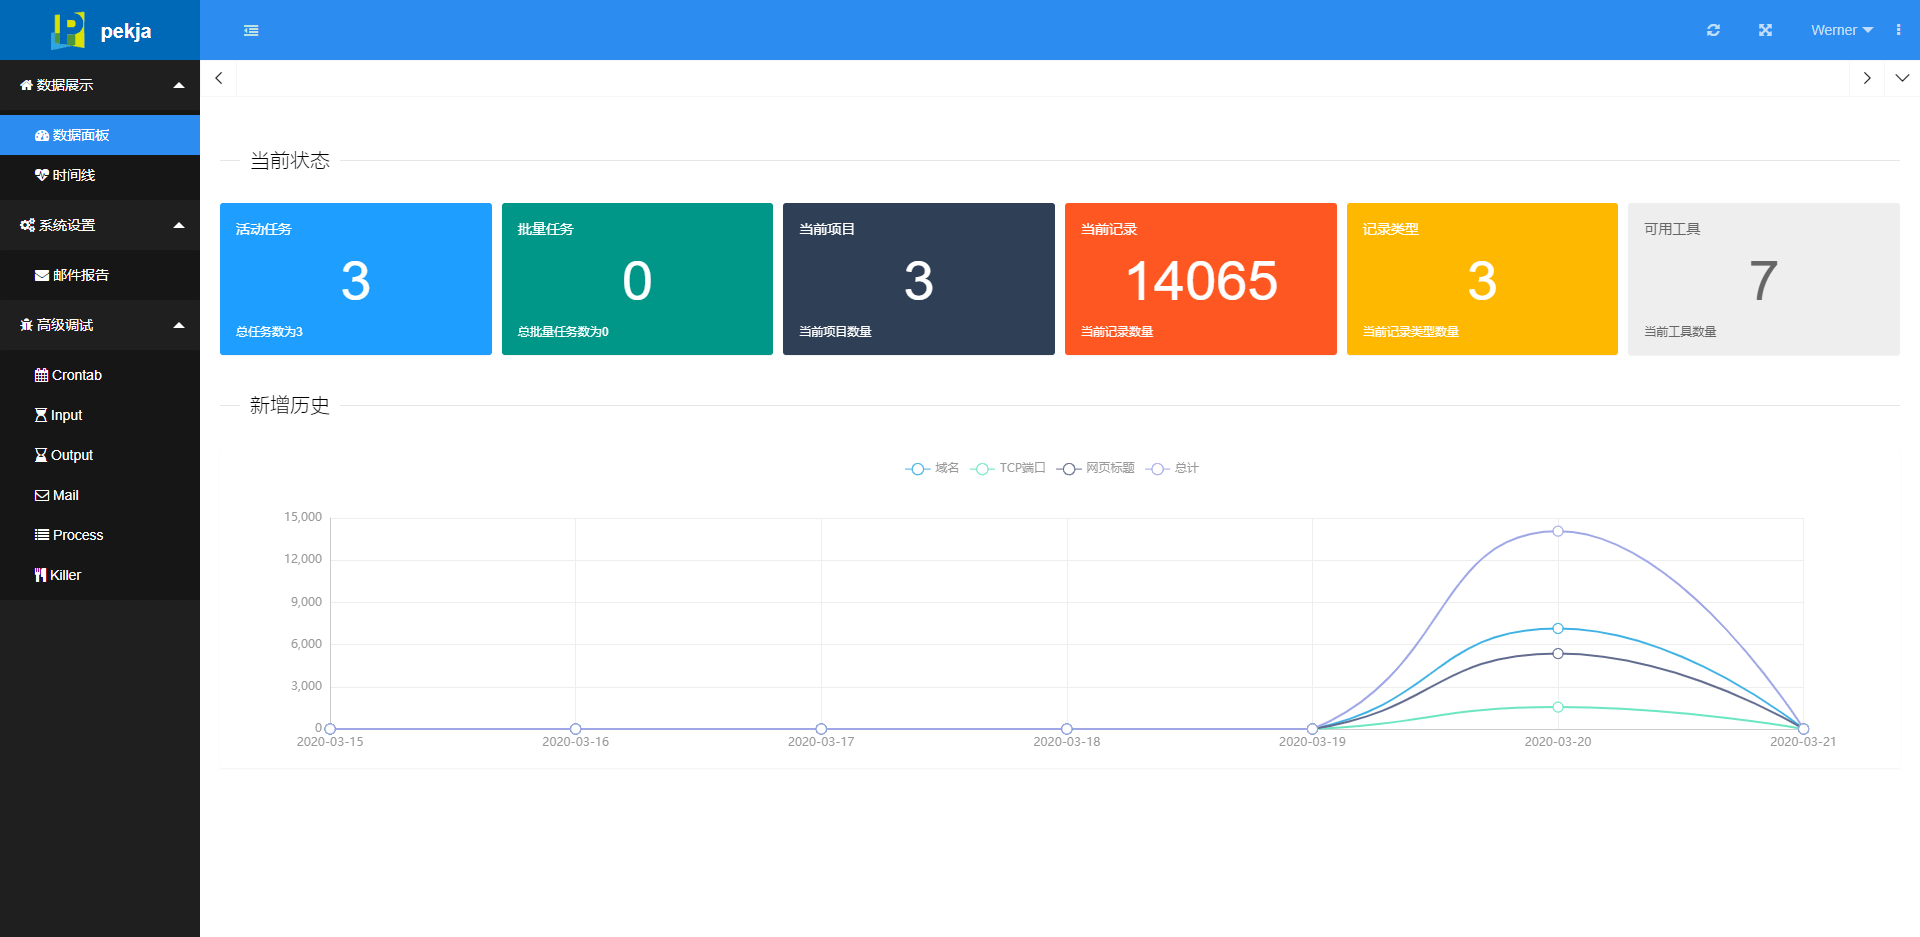 pekja
Werner
数据展示
数据面板
时间线
系统设置
邮件报告
高级调试
Crontab
Input
Output
Mail
Process
Killer
当前状态
活动任务
3
总任务数为3
批量任务
0
总批量任务数为0
当前项目
3
当前项目数量
当前记录
14065
当前记录数量
记录类型
3
当前记录类型数量
可用工具
7
当前工具数量
新增历史
域名 TCP端口 网页标题 总计
15,000
12,000
9,000
6,000
3,000
0
2020-03-15 2020-03-16 2020-03-17 2020-03-18 2020-03-19 2020-03-20 2020-03-21